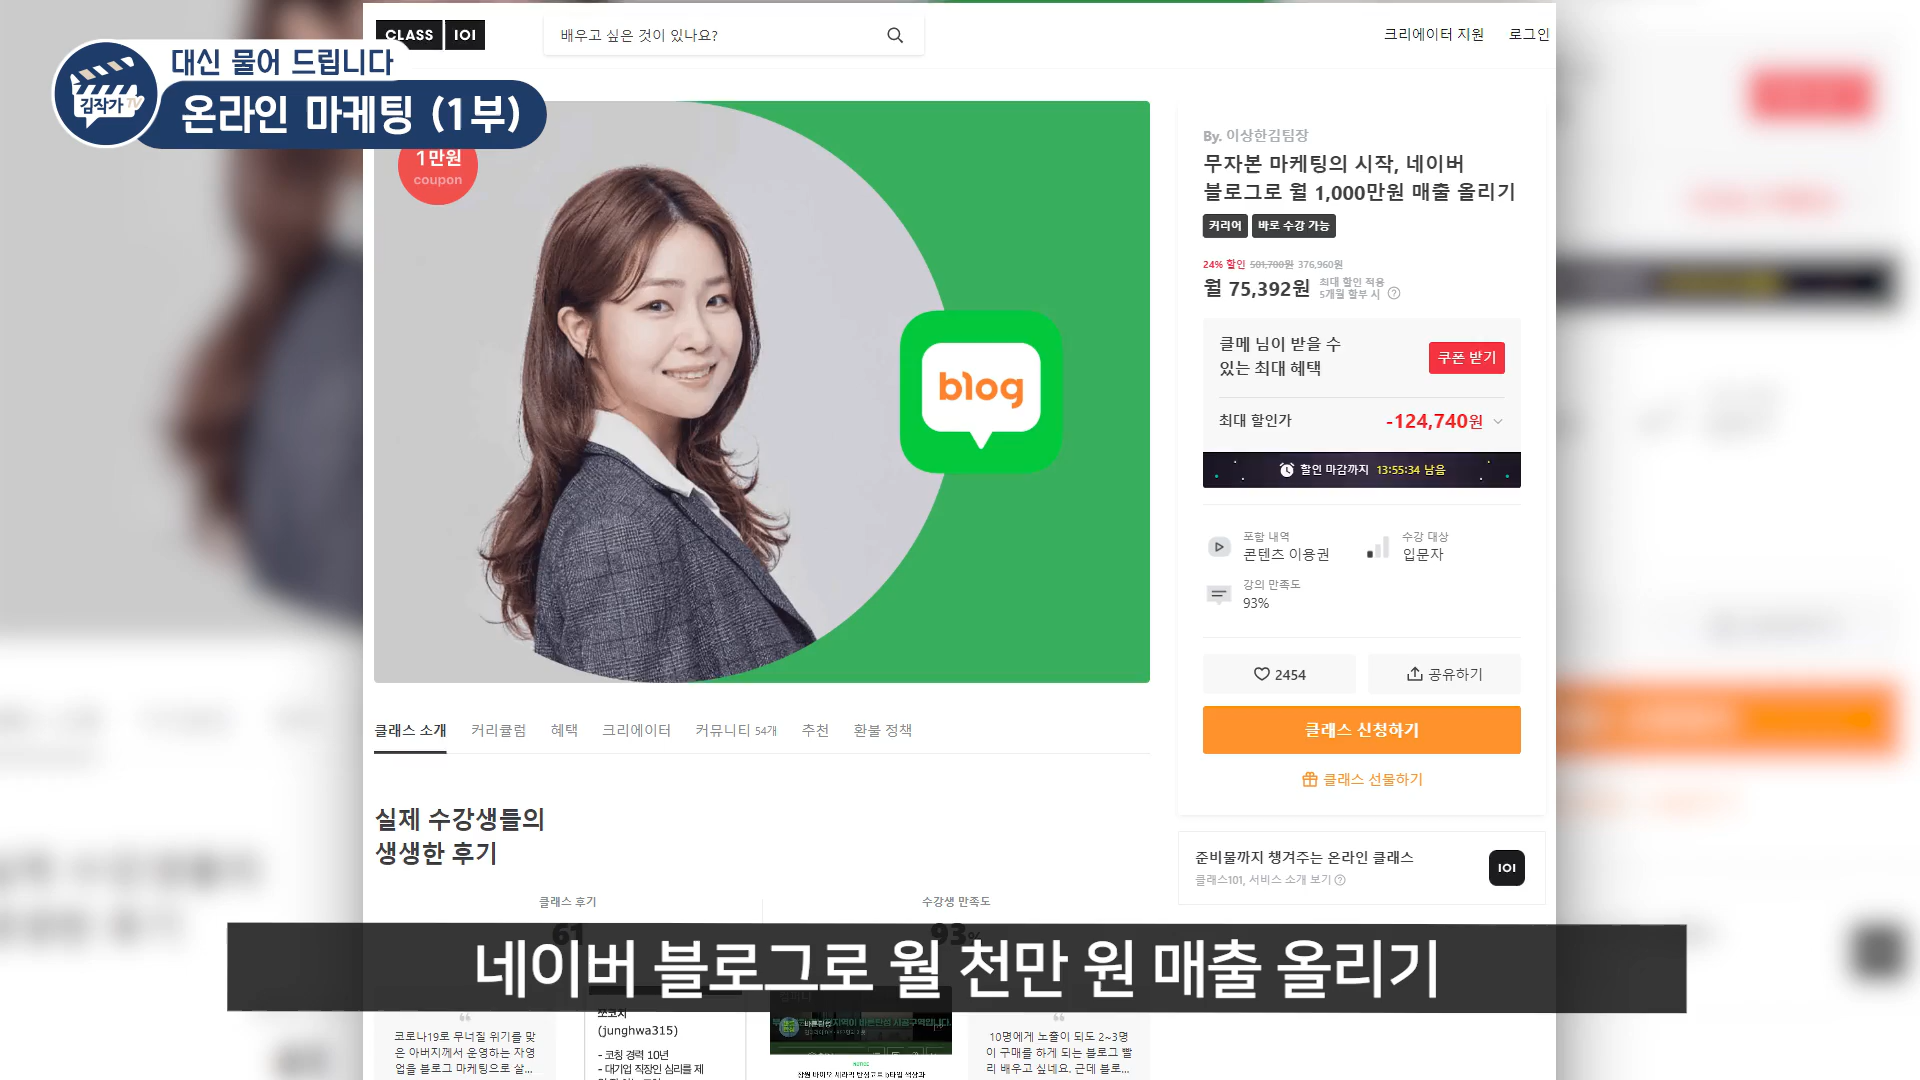 CLASS 101
배우고 싶은 것이 있나요?
크리에이터 지원
로그인
대신 물어 드립니다
김작가 TV
온라인 마케팅 (1부)
1만원
coupon
blog
By. 이상한김팀장
무자본 마케팅의 시작, 네이버
블로그로 월 1,000만원 매출 올리기
커리어
바로 수강 가능
24% 할인 501,700원 376,960원
월 75,392원
최대 할인 적용
5개월 할부 시
클메 님이 받을 수
있는 최대 혜택
쿠폰 받기
최대 할인가
-124,740원
할인 마감까지 13:55:34 남음
포함 내역
콘텐츠 이용권
수강 대상
입문자
강의 만족도
93%
2454
공유하기
클래스 신청하기
클래스 선물하기
클래스 소개
커리큘럼
혜택
크리에이터
커뮤니티 54개
추천
환불 정책
실제 수강생들의
생생한 후기
준비물까지 챙겨주는 온라인 클래스
클래스101, 서비스 소개 보기
101
클래스 후기
61
수강생 만족도
93%
네이버 블로그로 월 천만 원 매출 올리기
코로나19로 무너질 위기를 맞
은 아버지께서 운영하는 자영
업을 블로그 마케팅으로 살...
쪼코지
(junghwa315)
- 코칭 경력 10년
- 대기업 직장인 심리를 제
10명에게 노출이 되도 2~3명
이 구매를 하게 되는 블로그 빨
리 배우고 싶네요. 근데 블로...